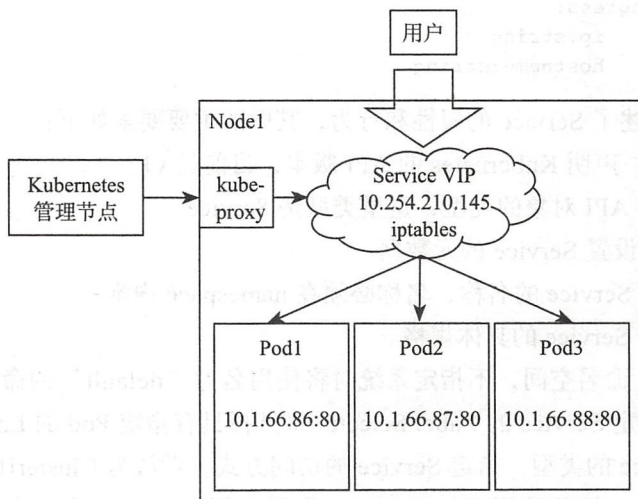 用户
Node1
Kubernetes
管理节点
kube-
proxy
Service VIP
10.254.210.145
iptables
Pod1
10.1.66.86:80
Pod2
10.1.66.87:80
Pod3
10.1.66.88:80